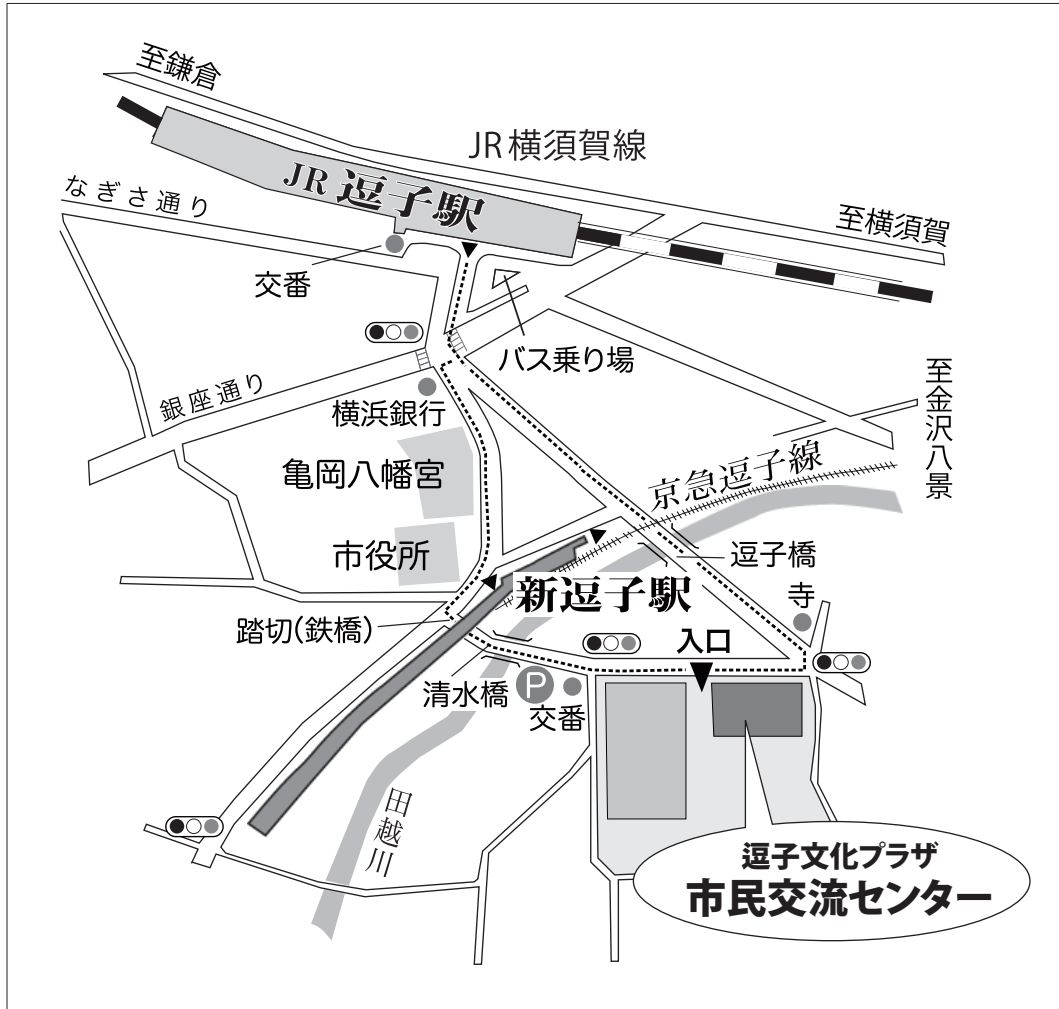 至鎌倉
JR横須賀線
JR 逗子駅
なぎさ通り
至横須賀
交番
バス乗り場
銀座通り
横浜銀行
至金沢八景
亀岡八幡宮
京急逗子線
市役所
逗子橋
新逗子駅
寺
踏切(鉄橋)
入口
清水橋
P
交番
田越川
逗子文化プラザ
市民交流センター